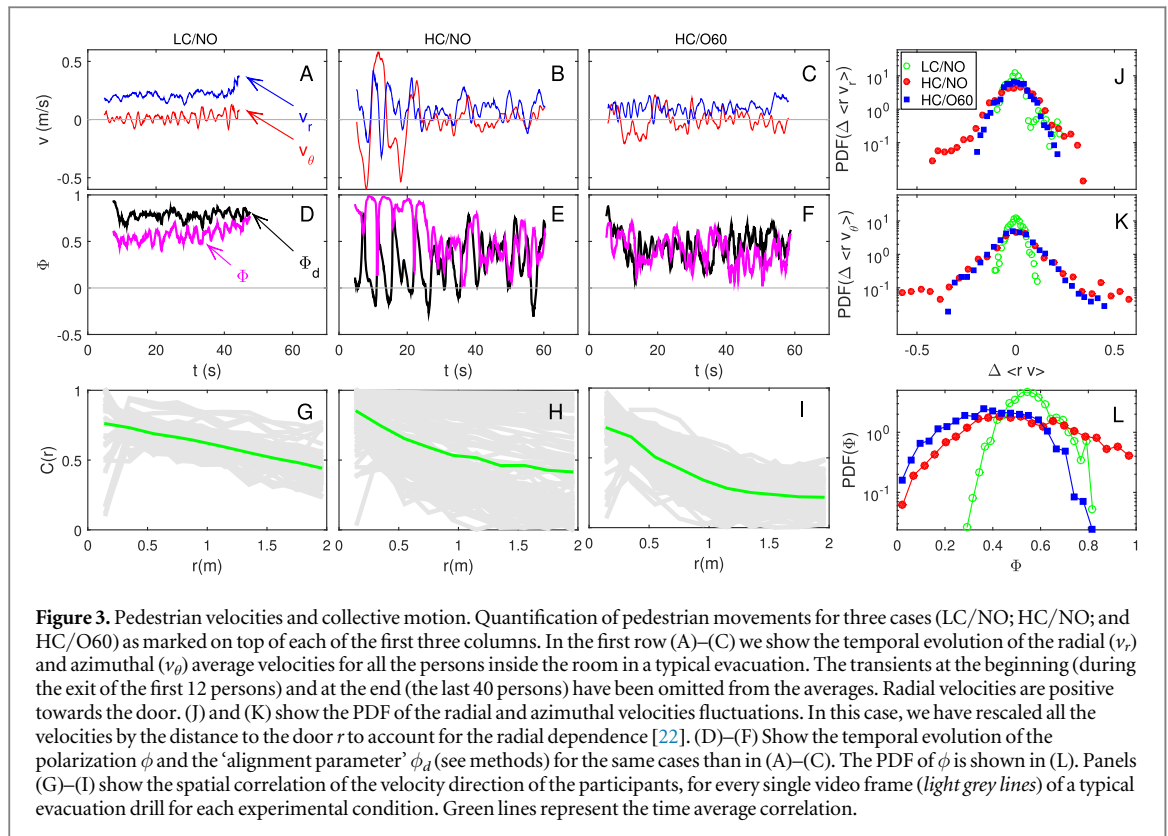 LC/NO HC/NO HC/O60
0.5 A B C J
LC/NO
HC/NO
HC/O60
v (m/s) 0 v_r v_θ -0.5
PDF(Δ <r v_r>) 10^1 10^0 10^-1
1 D E F K
Φ 0.5 0 -0.5 Φ Φ_d
PDF(Δ <r v_θ>) 10^1 10^0 10^-1
0 20 40 60 0 20 40 60 0 20 40 60 -0.5 0 0.5
t (s) t (s) t (s) Δ <r v>
1 G H I L
C(r) 0.5 0
PDF(Φ) 10^0 10^-1
0 0.5 1 1.5 2 0.5 1 1.5 2 0 0.5 1 1.5 2 0 0.2 0.4 0.6 0.8 1
r(m) r(m) r(m) Φ
Figure 3. Pedestrian velocities and collective motion. Quantification of pedestrian movements for three cases (LC/NO; HC/NO; and
HC/O60) as marked on top of each of the first three columns. In the first row (A)–(C) we show the temporal evolution of the radial (v_r)
and azimuthal (v_θ) average velocities for all the persons inside the room in a typical evacuation. The transients at the beginning (during
the exit of the first 12 persons) and at the end (the last 40 persons) have been omitted from the averages. Radial velocities are positive
towards the door. (J) and (K) show the PDF of the radial and azimuthal velocities fluctuations. In this case, we have rescaled all the
velocities by the distance to the door r to account for the radial dependence [22]. (D)–(F) Show the temporal evolution of the
polarization ϕ and the 'alignment parameter' ϕ_d (see methods) for the same cases than in (A)–(C). The PDF of ϕ is shown in (L). Panels
(G)–(I) show the spatial correlation of the velocity direction of the participants, for every single video frame (light grey lines) of a typical
evacuation drill for each experimental condition. Green lines represent the time average correlation.